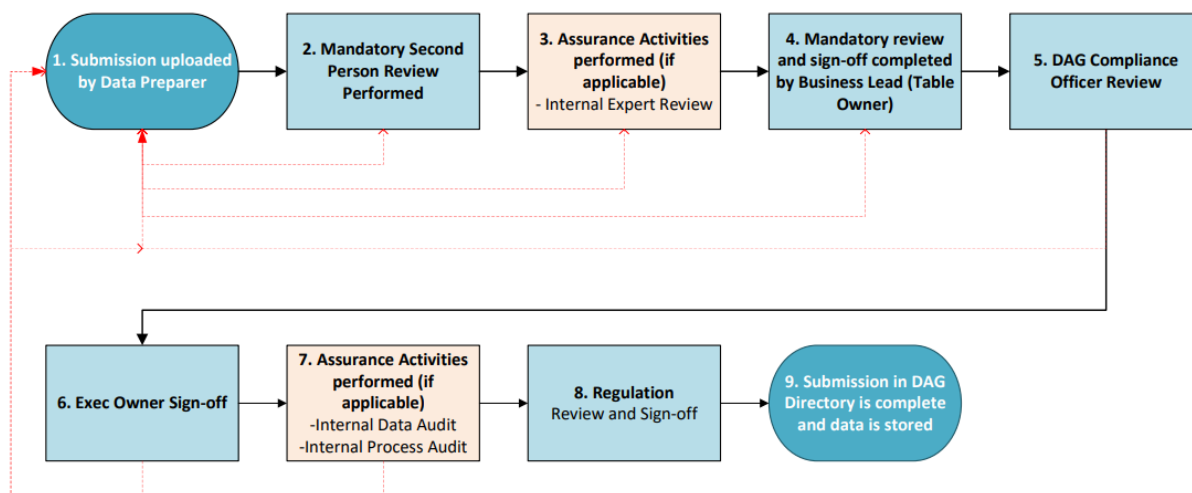 1. Submission uploaded
by Data Preparer
2. Mandatory Second
Person Review
Performed
3. Assurance Activities
performed (if
applicable)
- Internal Expert Review
4. Mandatory review
and sign-off completed
by Business Lead (Table
Owner)
5. DAG Compliance
Officer Review
6. Exec Owner Sign-off
7. Assurance Activities
performed (if
applicable)
-Internal Data Audit
-Internal Process Audit
8. Regulation
Review and Sign-off
9. Submission in DAG
Directory is complete
and data is stored